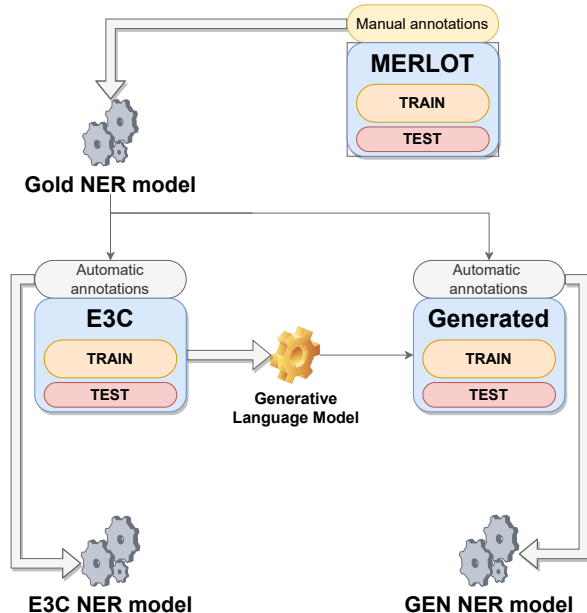 Manual annotations
MERLOT
TRAIN
TEST
Gold NER model
Automatic
annotations
E3C
TRAIN
TEST
Generative
Language Model
Automatic
annotations
Generated
TRAIN
TEST
E3C NER model
GEN NER model